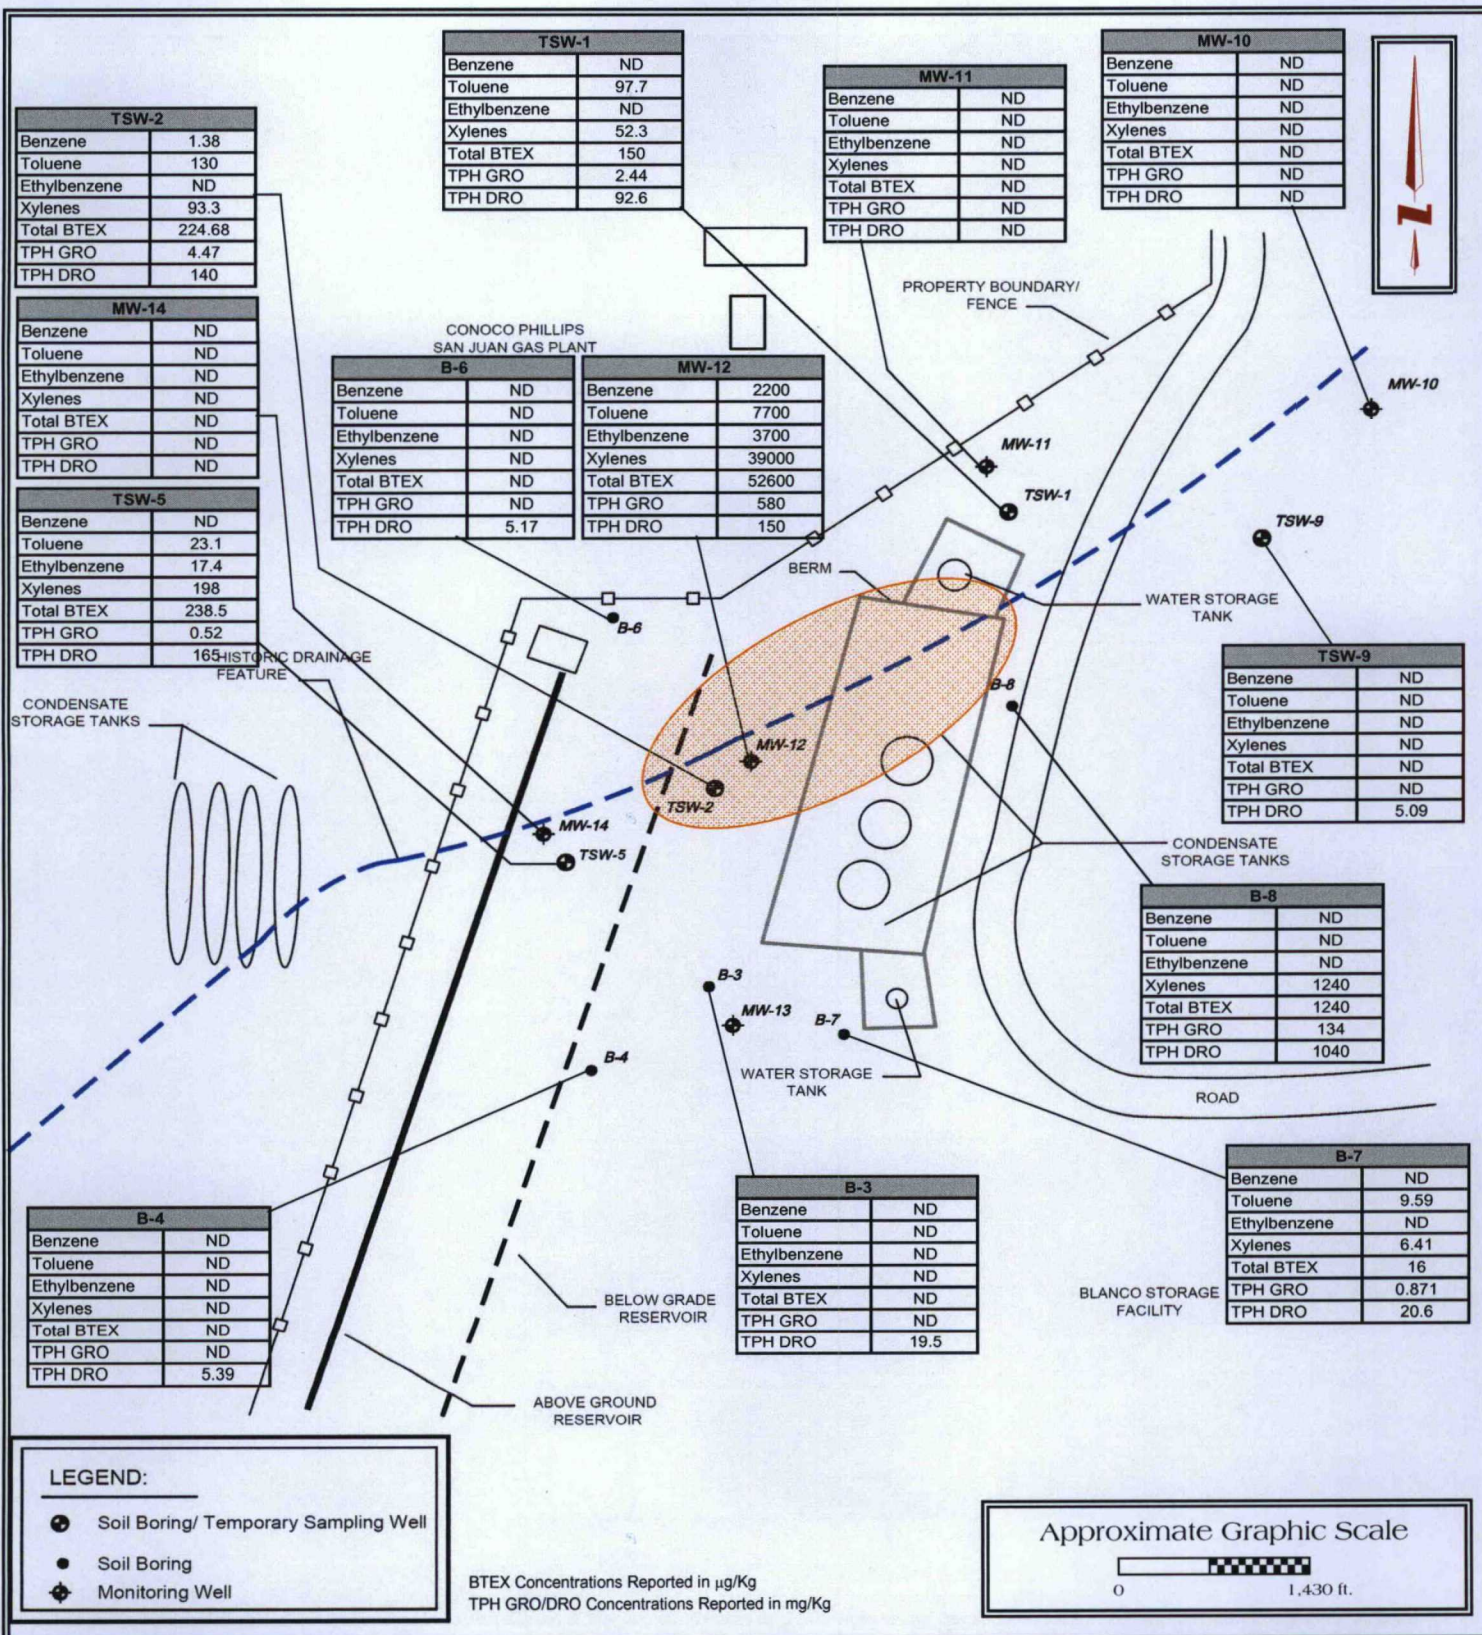 TSW-1
Benzene ND
Toluene 97.7
Ethylbenzene ND
Xylenes 52.3
Total BTEX 150
TPH GRO 2.44
TPH DRO 92.6
MW-11
Benzene ND
Toluene ND
Ethylbenzene ND
Xylenes ND
Total BTEX ND
TPH GRO ND
TPH DRO ND
MW-10
Benzene ND
Toluene ND
Ethylbenzene ND
Xylenes ND
Total BTEX ND
TPH GRO ND
TPH DRO ND
N
TSW-2
Benzene 1.38
Toluene 130
Ethylbenzene ND
Xylenes 93.3
Total BTEX 224.68
TPH GRO 4.47
TPH DRO 140
MW-14
Benzene ND
Toluene ND
Ethylbenzene ND
Xylenes ND
Total BTEX ND
TPH GRO ND
TPH DRO ND
TSW-5
Benzene ND
Toluene 23.1
Ethylbenzene 17.4
Xylenes 198
Total BTEX 238.5
TPH GRO 0.52
TPH DRO 165
CONOCO PHILLIPS
SAN JUAN GAS PLANT
B-6
Benzene ND
Toluene ND
Ethylbenzene ND
Xylenes ND
Total BTEX ND
TPH GRO ND
TPH DRO 5.17
MW-12
Benzene 2200
Toluene 7700
Ethylbenzene 3700
Xylenes 39000
Total BTEX 52600
TPH GRO 580
TPH DRO 150
PROPERTY BOUNDARY/
FENCE
MW-10
MW-11
TSW-1
TSW-9
BERM
WATER STORAGE
TANK
B-6
HISTORIC DRAINAGE
FEATURE
CONDENSATE
STORAGE TANKS
B-8
MW-12
TSW-2
MW-14
TSW-5
TSW-9
Benzene ND
Toluene ND
Ethylbenzene ND
Xylenes ND
Total BTEX ND
TPH GRO ND
TPH DRO 5.09
CONDENSATE
STORAGE TANKS
B-8
Benzene ND
Toluene ND
Ethylbenzene ND
Xylenes 1240
Total BTEX 1240
TPH GRO 134
TPH DRO 1040
B-3
MW-13
B-7
B-4
WATER STORAGE
TANK
ROAD
B-7
Benzene ND
Toluene 9.59
Ethylbenzene ND
Xylenes 6.41
Total BTEX 16
TPH GRO 0.871
TPH DRO 20.6
B-3
Benzene ND
Toluene ND
Ethylbenzene ND
Xylenes ND
Total BTEX ND
TPH GRO ND
TPH DRO 19.5
B-4
Benzene ND
Toluene ND
Ethylbenzene ND
Xylenes ND
Total BTEX ND
TPH GRO ND
TPH DRO 5.39
BELOW GRADE
RESERVOIR
BLANCO STORAGE
FACILITY
ABOVE GROUND
RESERVOIR
LEGEND:
Soil Boring/ Temporary Sampling Well
Soil Boring
Monitoring Well
BTEX Concentrations Reported in µg/Kg
TPH GRO/DRO Concentrations Reported in mg/Kg
Approximate Graphic Scale
0 1,430 ft.